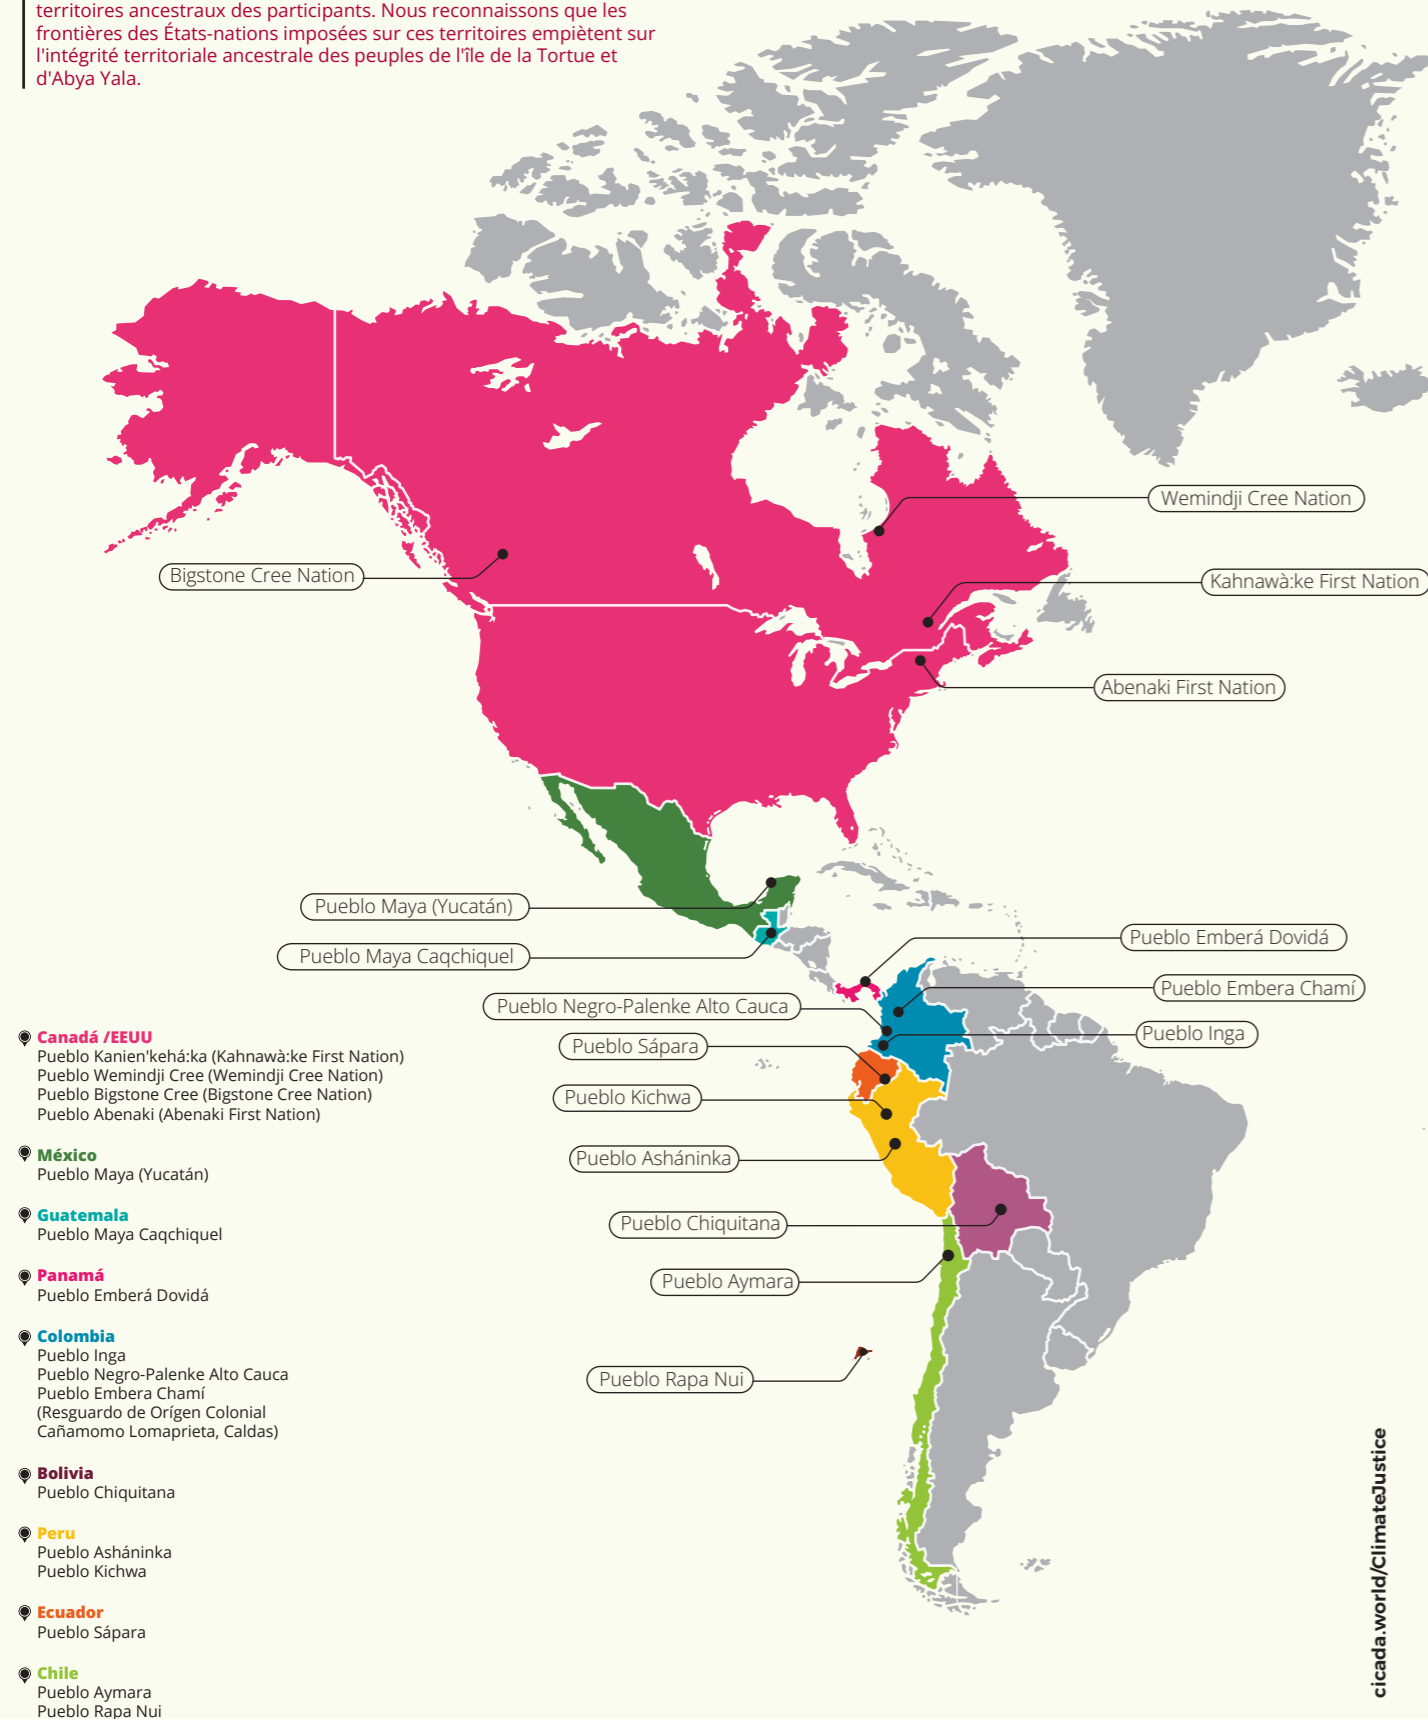 territoires ancestraux des participants. Nous reconnaissons que les
frontières des États-nations imposées sur ces territoires empiètent sur
l'intégrité territoriale ancestrale des peuples de l'île de la Tortue et
d'Abya Yala.
Wemindji Cree Nation
Bigstone Cree Nation
Kahnawà:ke First Nation
Abenaki First Nation
Pueblo Maya (Yucatán)
Pueblo Maya Caqchiquel
Pueblo Emberá Dovidá
Pueblo Embera Chamí
Pueblo Negro-Palenke Alto Cauca
Pueblo Inga
Pueblo Sápara
Pueblo Kichwa
Pueblo Asháninka
Pueblo Chiquitana
Pueblo Aymara
Pueblo Rapa Nui
Canadá /EEUU
Pueblo Kanien'kehá:ka (Kahnawà:ke First Nation)
Pueblo Wemindji Cree (Wemindji Cree Nation)
Pueblo Bigstone Cree (Bigstone Cree Nation)
Pueblo Abenaki (Abenaki First Nation)
México
Pueblo Maya (Yucatán)
Guatemala
Pueblo Maya Caqchiquel
Panamá
Pueblo Emberá Dovidá
Colombia
Pueblo Inga
Pueblo Negro-Palenke Alto Cauca
Pueblo Embera Chamí
(Resguardo de Orígen Colonial
Cañamomo Lomaprieta, Caldas)
Bolivia
Pueblo Chiquitana
Peru
Pueblo Asháninka
Pueblo Kichwa
Ecuador
Pueblo Sápara
Chile
Pueblo Aymara
Pueblo Rapa Nui
cicada.world/ClimateJustice